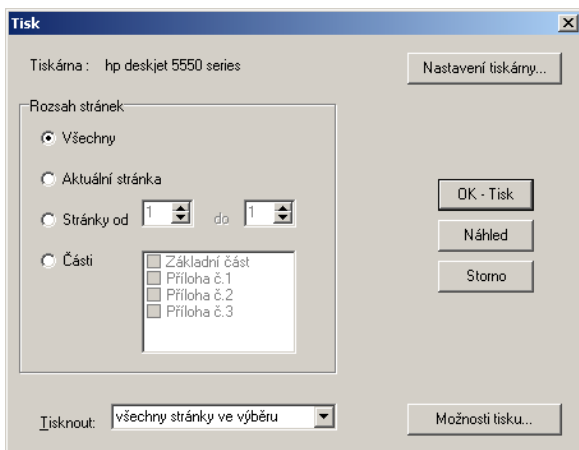 Tisk
Tiskárna : hp deskjet 5550 series
Nastavení tiskárny...
Rozsah stránek
Všechny
Aktuální stránka
Stránky od 1 do 1
Části
Základní část
Příloha č.1
Příloha č.2
Příloha č.3
OK - Tisk
Náhled
Storno
Tisknout: všechny stránky ve výběru
Možnosti tisku...